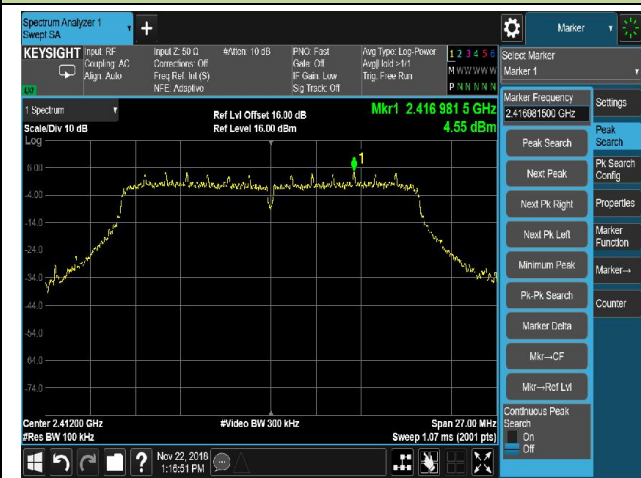 Spectrum Analyzer 1
Swept SA
+
Marker
KEYSIGHT
Input: RF
Coupling: AC
Align: Auto
Input Z: 50 Ω
Corrections: Off
Freq Ref: Int (S)
NFE: Adaptive
#Atten: 10 dB
PNO: Fast
Gate: Off
IF Gain: Low
Sig Track: Off
Avg Type: Log-Power
Avg|Hold:>1/1
Trig: Free Run
1 2 3 4 5 6
M W W W W W
P N N N N N
Select Marker
Marker 1
1 Spectrum
Scale/Div 10 dB
Log
Ref Lvl Offset 16.00 dB
Ref Level 16.00 dBm
Mkr1 2.416 981 5 GHz
4.55 dBm
Marker Frequency
2.416981500 GHz
Settings
Peak Search
Peak
Search
Next Peak
Pk Search
Config
Next Pk Right
Properties
Next Pk Left
Marker
Function
Minimum Peak
Marker→
Pk-Pk Search
Counter
Marker Delta
Mkr→CF
Mkr→Ref Lvl
Continuous Peak
Search
On
Off
1
6.00
-4.00
-14.0
-24.0
-34.0
-44.0
-54.0
-64.0
-74.0
Center 2.41200 GHz
#Res BW 100 kHz
#Video BW 300 kHz
Span 27.00 MHz
Sweep 1.07 ms (2001 pts)
?
Nov 22, 2018
1:16:51 PM